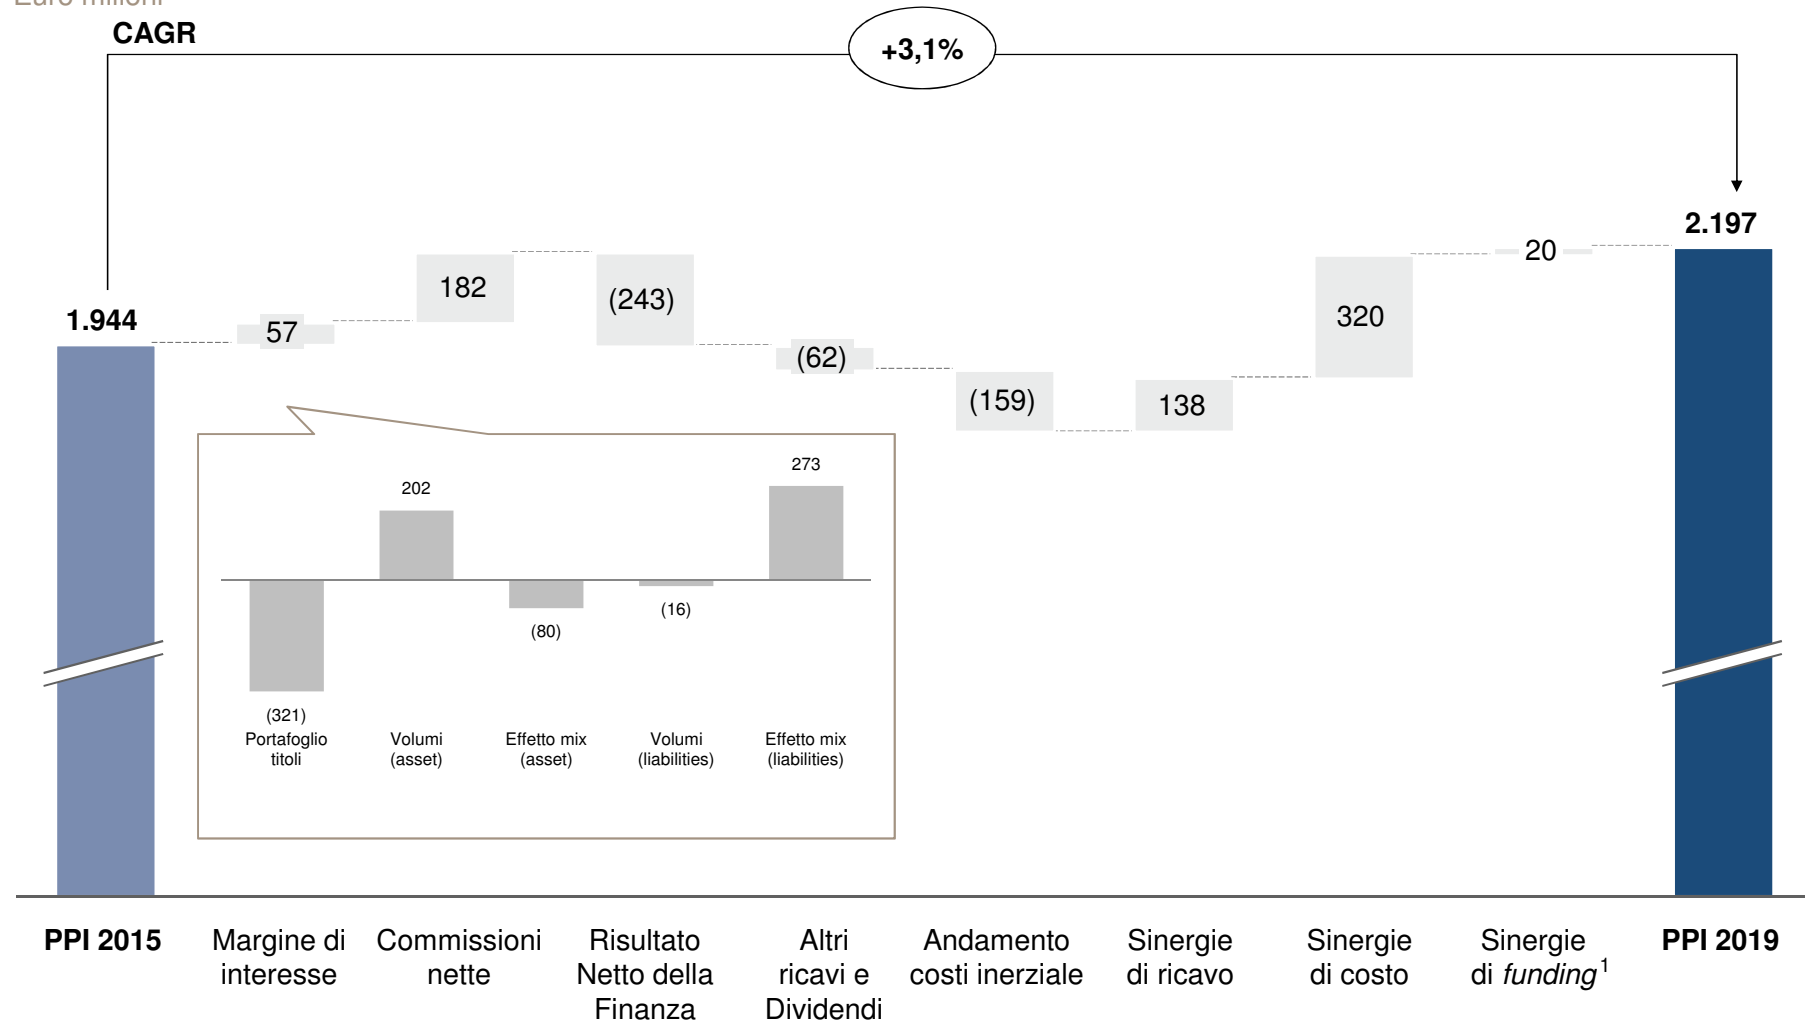 Euro milioni
CAGR
+3,1%
2.197
1.944
57
182
(243)
(62)
(159)
138
320
20
273
202
(16)
(80)
(321)
Portafoglio
titoli
Volumi
(asset)
Effetto mix
(asset)
Volumi
(liabilities)
Effetto mix
(liabilities)
PPI 2015
Margine di
interesse
Commissioni
nette
Risultato
Netto della
Finanza
Altri
ricavi e
Dividendi
Andamento
costi inerziale
Sinergie
di ricavo
Sinergie
di costo
Sinergie
di funding1
PPI 2019